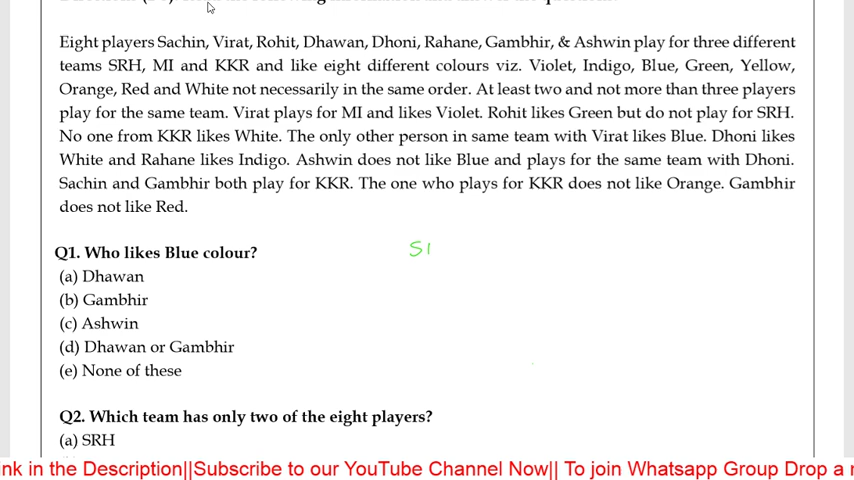 Eight players Sachin, Virat, Rohit, Dhawan, Dhoni, Rahane, Gambhir, & Ashwin play for three different
teams SRH, MI and KKR and like eight different colours viz. Violet, Indigo, Blue, Green, Yellow,
Orange, Red and White not necessarily in the same order. At least two and not more than three players
play for the same team. Virat plays for MI and likes Violet. Rohit likes Green but do not play for SRH.
No one from KKR likes White. The only other person in same team with Virat likes Blue. Dhoni likes
White and Rahane likes Indigo. Ashwin does not like Blue and plays for the same team with Dhoni.
Sachin and Gambhir both play for KKR. The one who plays for KKR does not like Orange. Gambhir
does not like Red.
Q1. Who likes Blue colour?
(a) Dhawan
(b) Gambhir
(c) Ashwin
(d) Dhawan or Gambhir
(e) None of these
Q2. Which team has only two of the eight players?
(a) SRH
nk in the Description||Subscribe to our YouTube Channel Now|| To join Whatsapp Group Drop a